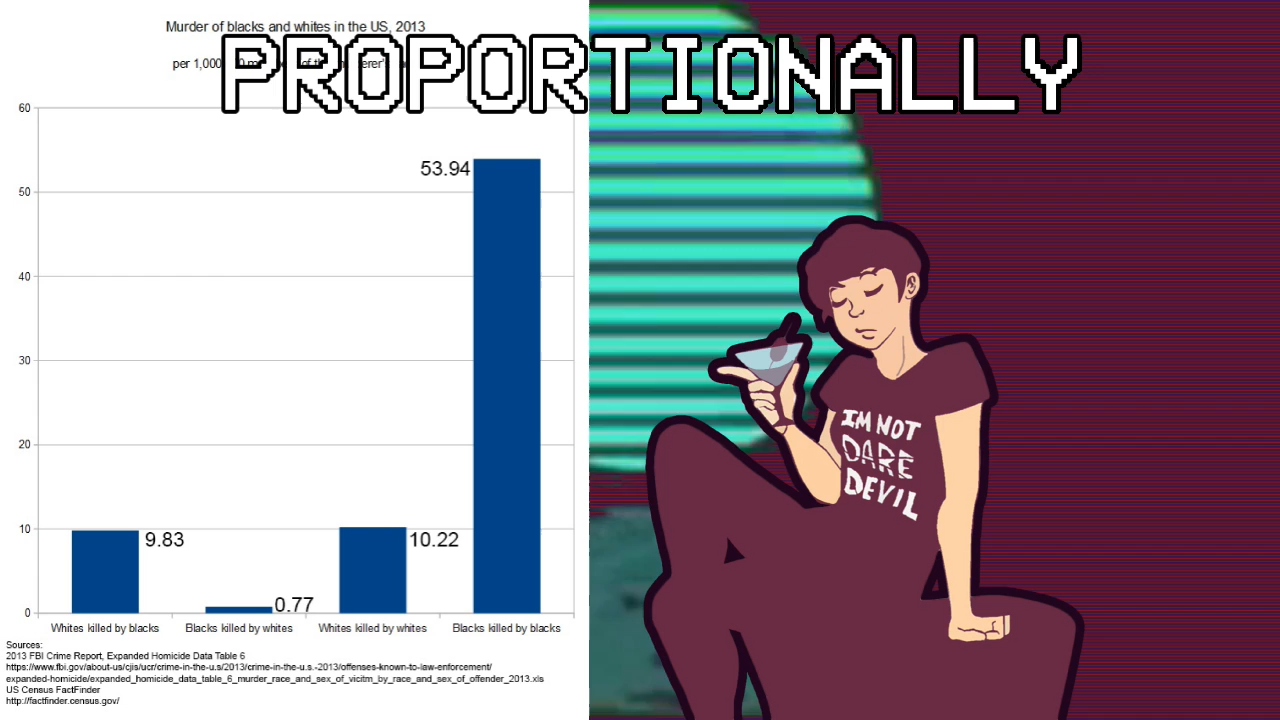 Murder of blacks and whites in the US, 2013
PROPORTIONALLY
per 1,000
60
50
40
30
20
10
0
53.94
9.83
10.22
0.77
Whites killed by blacks
Blacks killed by whites
Whites killed by whites
Blacks killed by blacks
Sources:
2013 FBI Crime Report, Expanded Homicide Data Table 6
https://www.fbi.gov/about-us/cjis/ucr/crime-in-the-u.s/2013/crime-in-the-u.s.-2013/offenses-known-to-law-enforcement/
expanded-homicide/expanded_homicide_data_table_6_murder_race_and_sex_of_vicitm_by_race_and_sex_of_offender_2013.xls
US Census FactFinder
http://factfinder.census.gov/
IM NOT
DARE
DEVIL